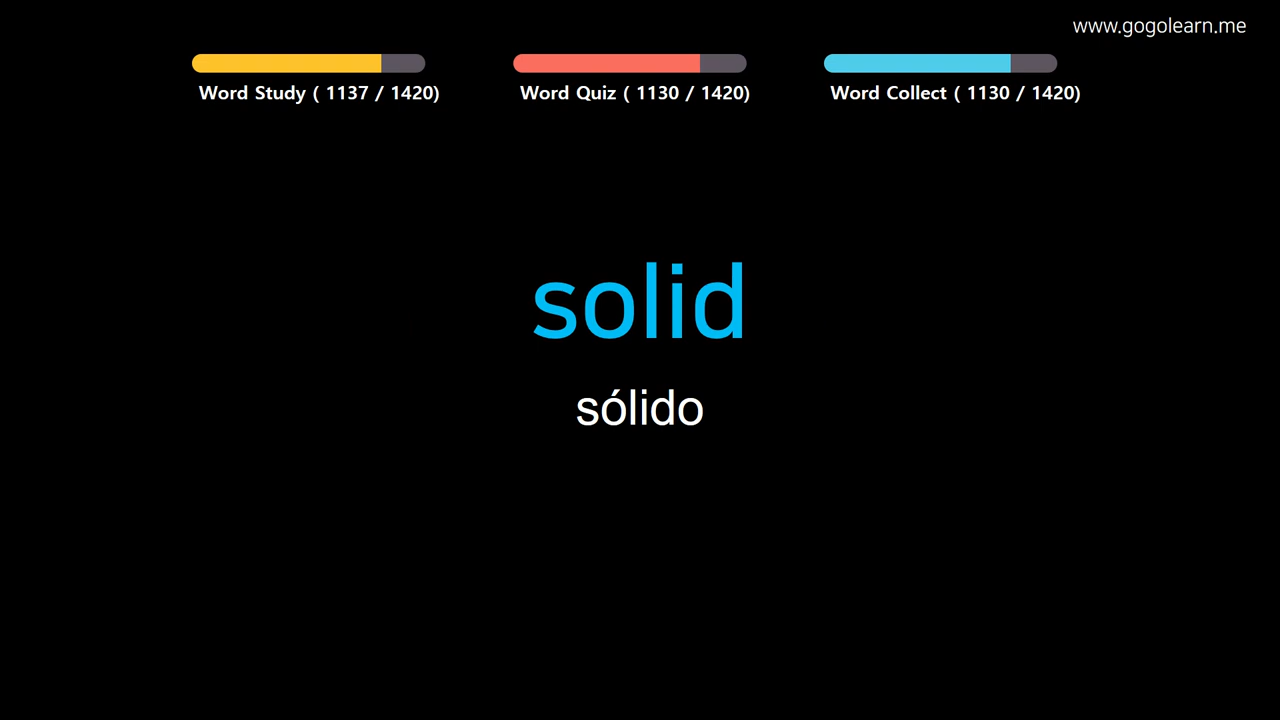 www.gogolearn.me
Word Study ( 1137 / 1420)
Word Quiz ( 1130 / 1420)
Word Collect ( 1130 / 1420)
solid
sólido